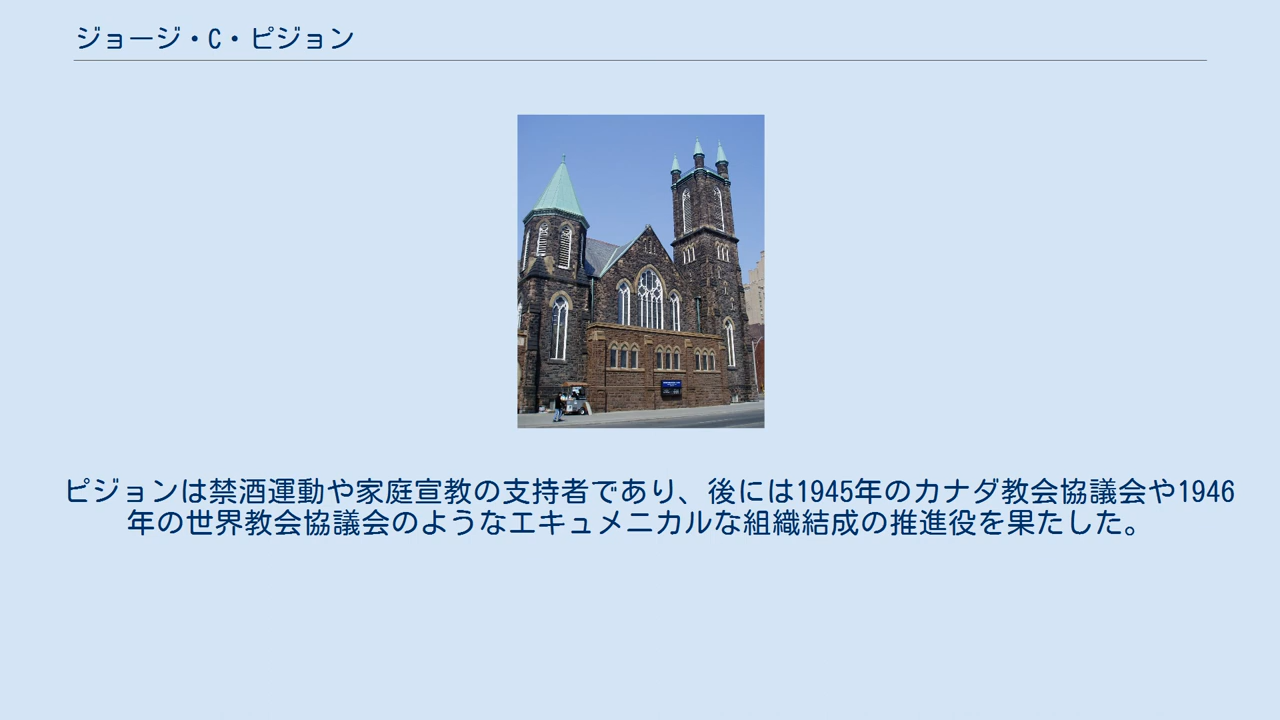 ジョージ・C・ピジョン
ピジョンは禁酒運動や家庭宣教の支持者であり、後には1945年のカナダ教会協議会や1946
年の世界教会協議会のようなエキュメニカルな組織結成の推進役を果たした。